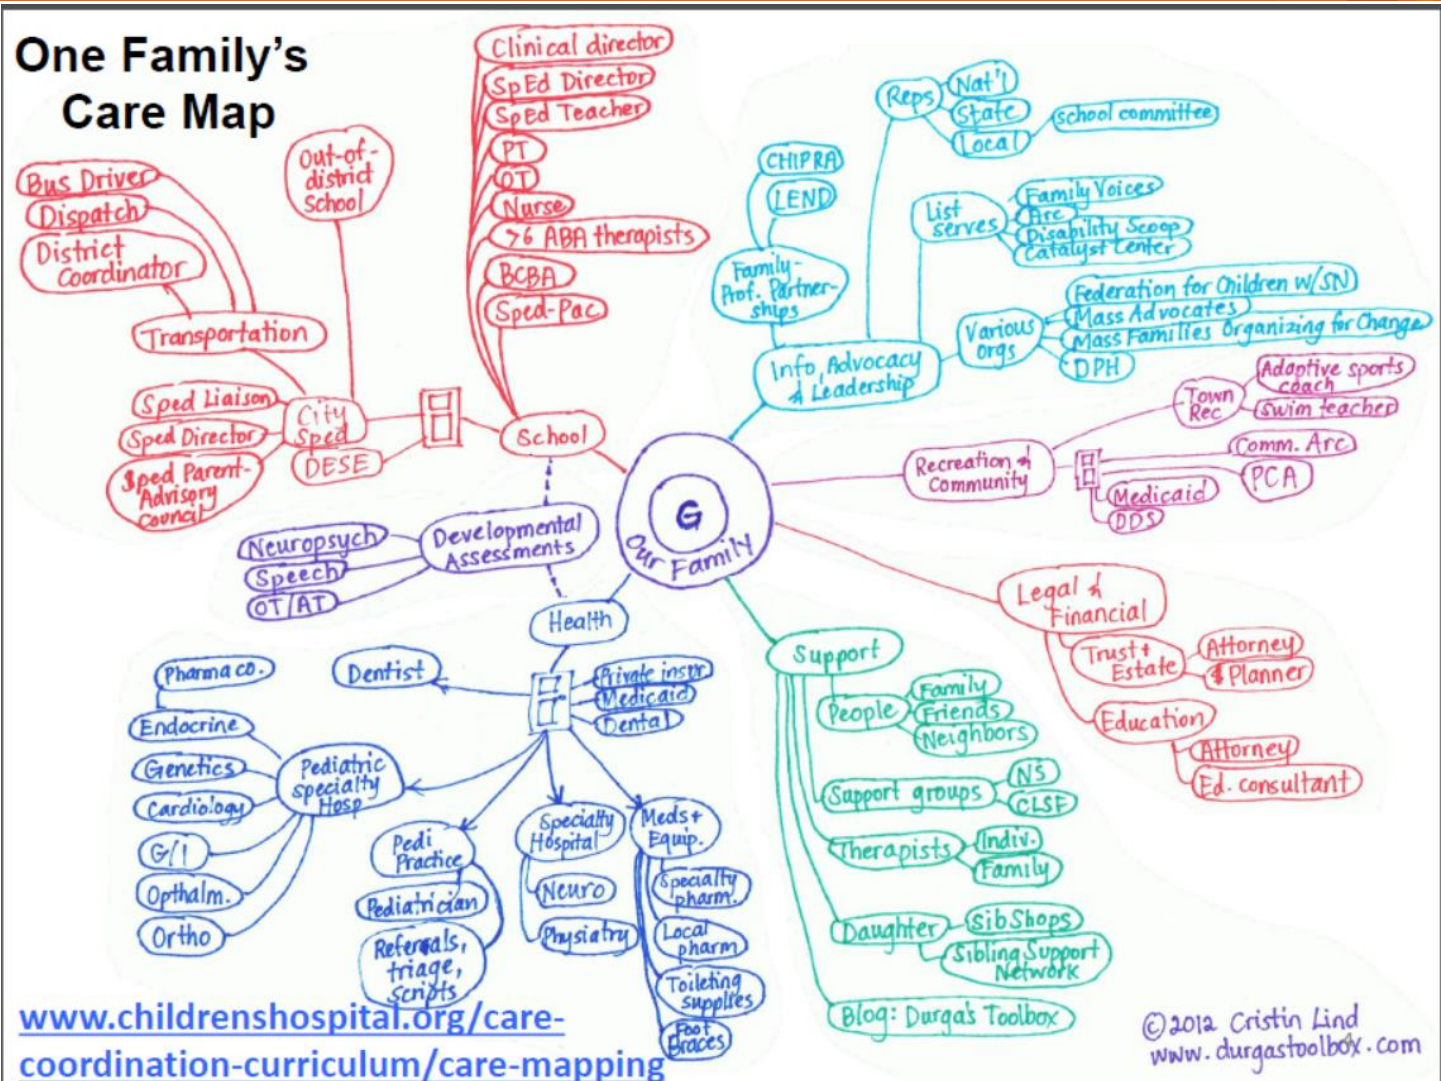 One Family's
Care Map
Clinical director
SpEd Director
SpEd Teacher
PT
OT
Nurse
>6 ABA therapists
BCBA
Sped-Pac
School
Out-of-
district
School
Bus Driver
Dispatch
District
Coordinator
Transportation
Sped Liaison
Sped Director
Sped Parent-
Advisory
Council
City
Sped
DESE
Reps
Nat'l
State
Local
School committee
CHIPRA
LEND
Family-
Prof. Partner-
ships
List
serves
Family Voices
Arc
Disability Scoop
Catalyst Center
Various
orgs
Federation for Children w/SN
Mass Advocates
Mass Families Organizing for Change
DPH
Info, Advocacy
& Leadership
Town
Rec
Adaptive sports
coach
Swim teacher
Recreation &
Community
Comm. Arc
PCA
Medicaid
DDS
G
Our Family
Developmental
Assessments
Neuropsych
Speech
OT/AT
Health
Dentist
Private insur.
Medicaid
Dental
Pharma co.
Endocrine
Genetics
Cardiology
G/I
Opthalm.
Ortho
Pediatric
specialty
Hosp
Pedi
Practice
Pediatrician
Referrals,
triage,
scripts
Specialty
Hospital
Neuro
Physiatry
Meds+
Equip.
Specialty
pharm.
Local
pharm
Toileting
supplies
Foot
Braces
Legal &
Financial
Trust +
Estate
Attorney
$ Planner
Education
Attorney
Ed. consultant
Support
People
Family
Friends
Neighbors
Support groups
NS
CLSF
Therapists
Indiv.
Family
Daughter
SibShops
Sibling Support
Network
Blog: Durga's Toolbox
www.childrenshospital.org/care-
coordination-curriculum/care-mapping
©2012 Cristin Lind
www.durgastoolbox.com